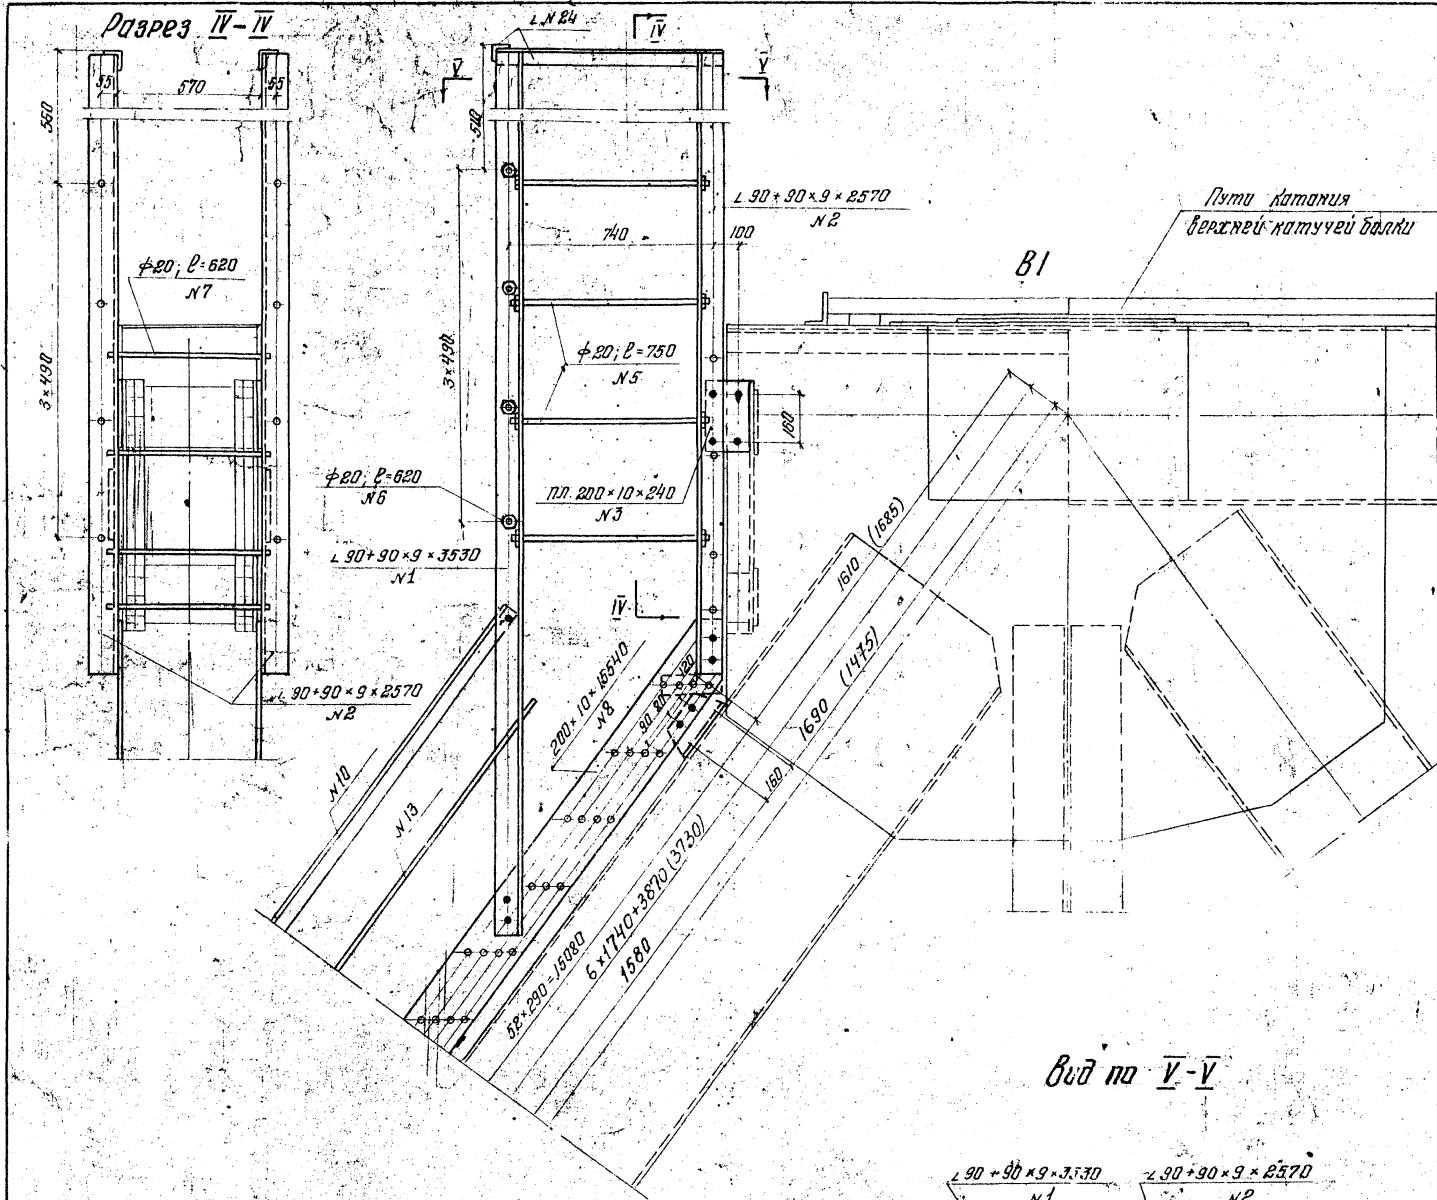 Разрез IV-IV
L N24
IV
V
V
55
570
55
560
510
L 90+90×9×2570
N2
Пути катания
верхней катучей балки
740
100
B1
ф20; ℓ=620
N7
3×490
3×490
ф20; ℓ=750
N5
160
ф20; ℓ=620
N6
пл. 200×10×240
N3
L 90+90×9×3530
N1
1610 (1685)
IV
200×10×15540
N8
120
90 80
1690 (1475)
L 90+90×9×2570
N2
160
N10
N13
52×290=15080
6×1740+3870 (3730)
1580
Вид по V-V
L 90+90×9×3530
N1
L 90+90×9×2570
N2